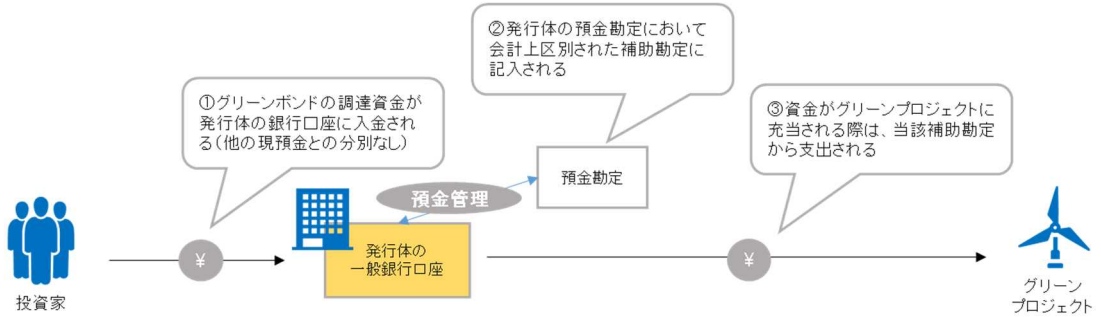 ②発行体の預金勘定において
会計上区別された補助勘定に
記入される
①グリーンボンドの調達資金が
発行体の銀行口座に入金され
る（他の現預金との分別なし）
③資金がグリーンプロジェクトに
充当される際は、当該補助勘定
から支出される
預金勘定
預金管理
発行体の
一般銀行口座
¥
¥
投資家
グリーン
プロジェクト